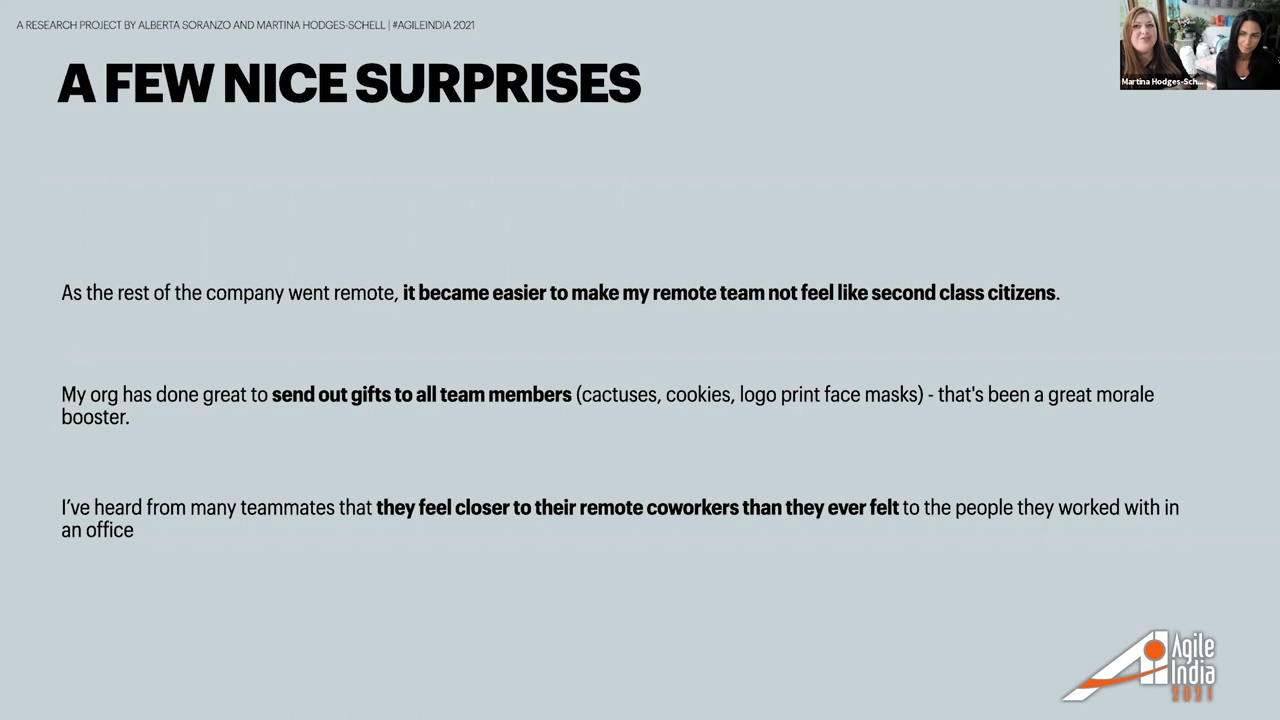 A RESEARCH PROJECT BY ALBERTA SORANZO AND MARTINA HODGES-SCHELL | #AGILEINDIA 2021
Martina Hodges-Sch...
A FEW NICE SURPRISES
As the rest of the company went remote, it became easier to make my remote team not feel like second class citizens.
My org has done great to send out gifts to all team members (cactuses, cookies, logo print face masks) - that's been a great morale
booster.
I’ve heard from many teammates that they feel closer to their remote coworkers than they ever felt to the people they worked with in
an office
Agile
India
2021